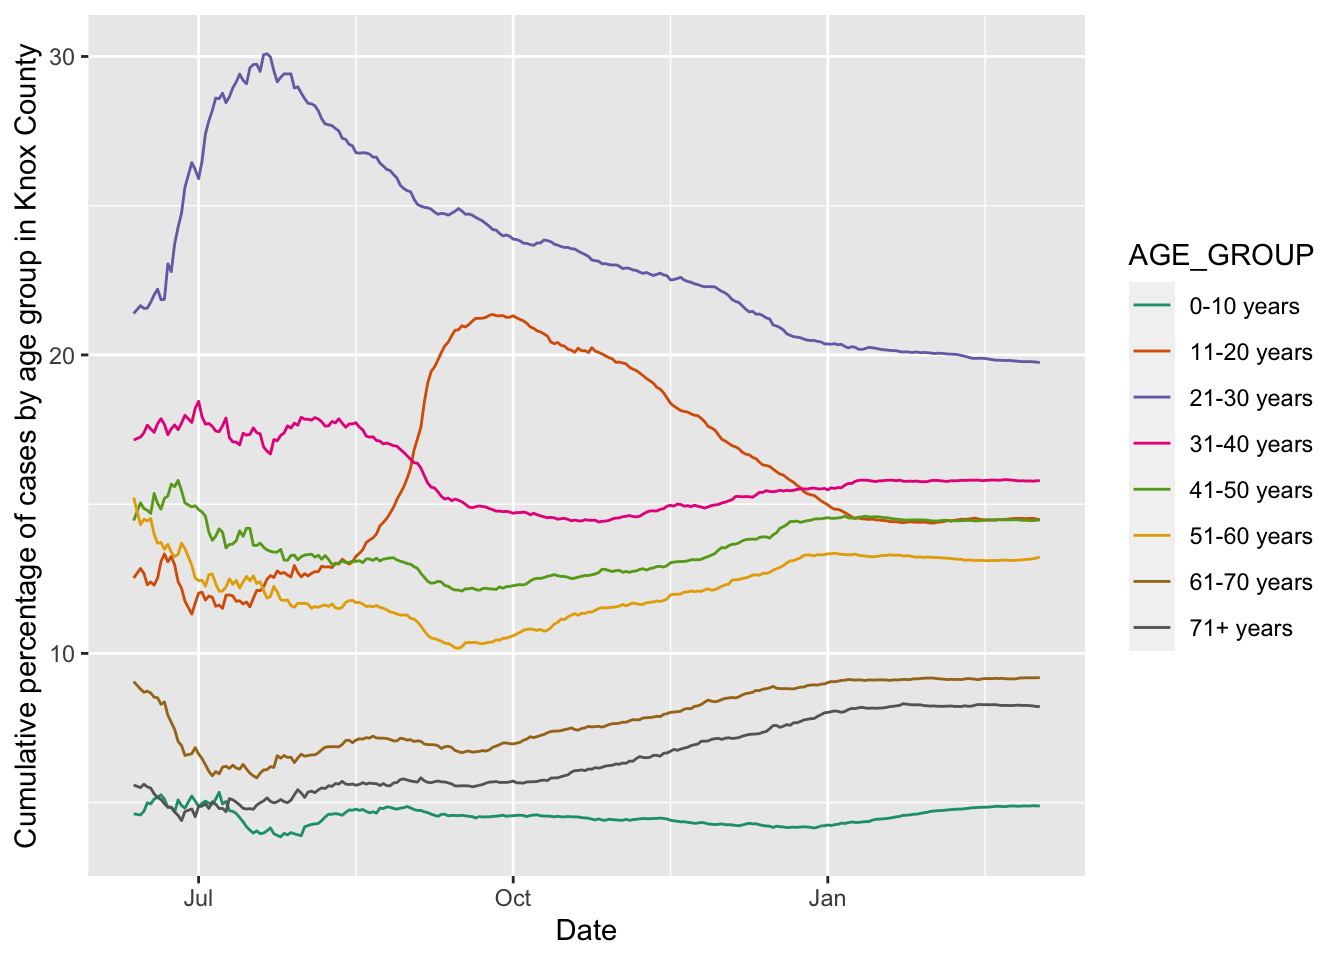 Cumulative percentage of cases by age group in Knox County
30
20
10
Jul
Oct
Jan
Date
AGE_GROUP
0-10 years
11-20 years
21-30 years
31-40 years
41-50 years
51-60 years
61-70 years
71+ years